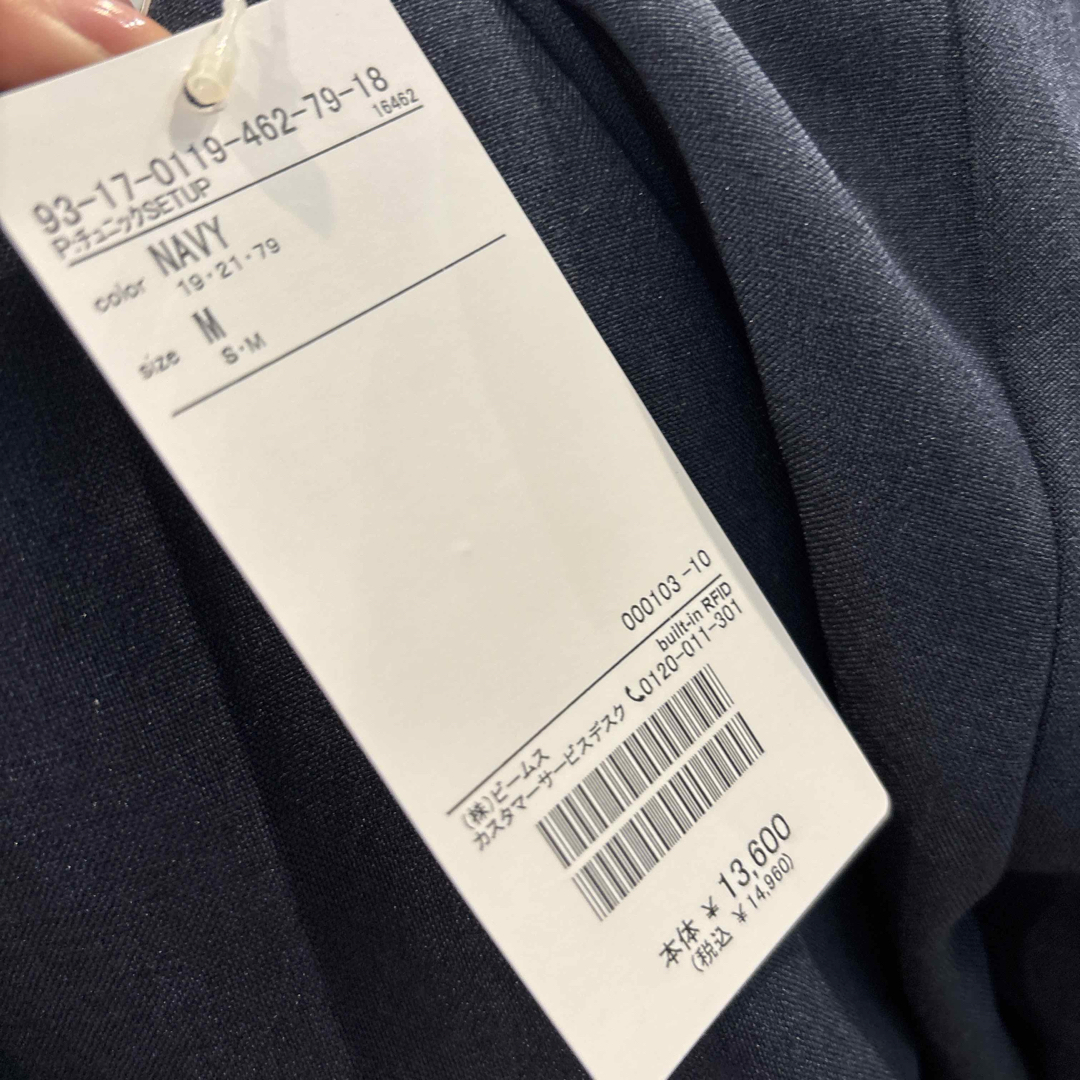 93-17-0119-462-79-18
16462
P.チュニックSETUP
color NAVY
19・21・79
size M
S・M
000103 -10
built-in RFID
(株)ビームス
カスタマーサービスデスク 0120-011-301
本体 ¥ 13,600
(税込 ¥ 14,960)